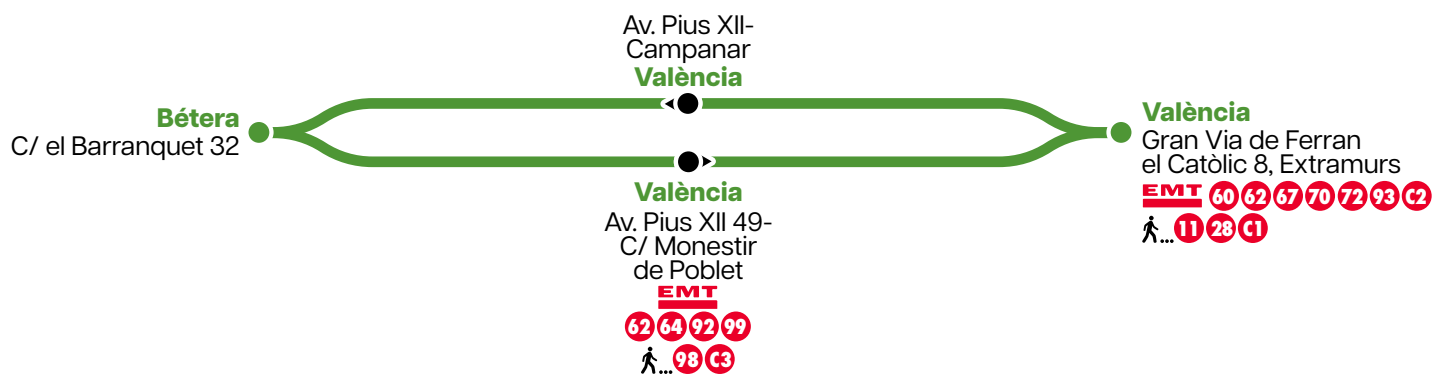 Av. Pius XII-
Campanar
València
Bétera
C/ el Barranquet 32
València
Gran Via de Ferran
el Catòlic 8, Extramurs
EMT 60 62 67 70 72 93 C2
... 11 28 C1
València
Av. Pius XII 49-
C/ Monestir
de Poblet
EMT
62 64 92 99
... 98 C3